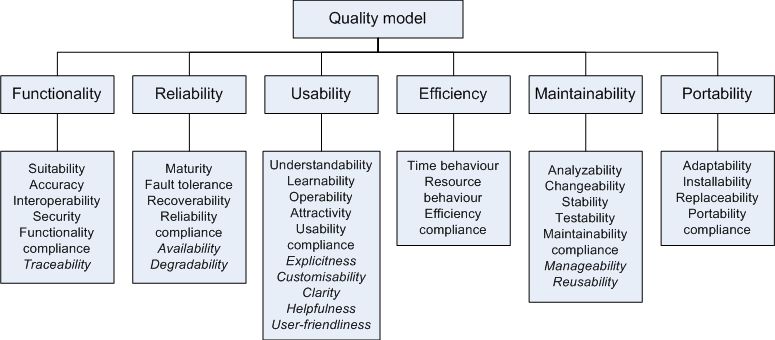 Quality model
Functionality
Reliability
Usability
Efficiency
Maintainability
Portability
Suitability
Accuracy
Interoperability
Security
Functionality
compliance
Traceability
Maturity
Fault tolerance
Recoverability
Reliability
compliance
Availability
Degradability
Understandability
Learnability
Operability
Attractivity
Usability
compliance
Explicitness
Customisability
Clarity
Helpfulness
User-friendliness
Time behaviour
Resource
behaviour
Efficiency
compliance
Analyzability
Changeability
Stability
Testability
Maintainability
compliance
Manageability
Reusability
Adaptability
Installability
Replaceability
Portability
compliance